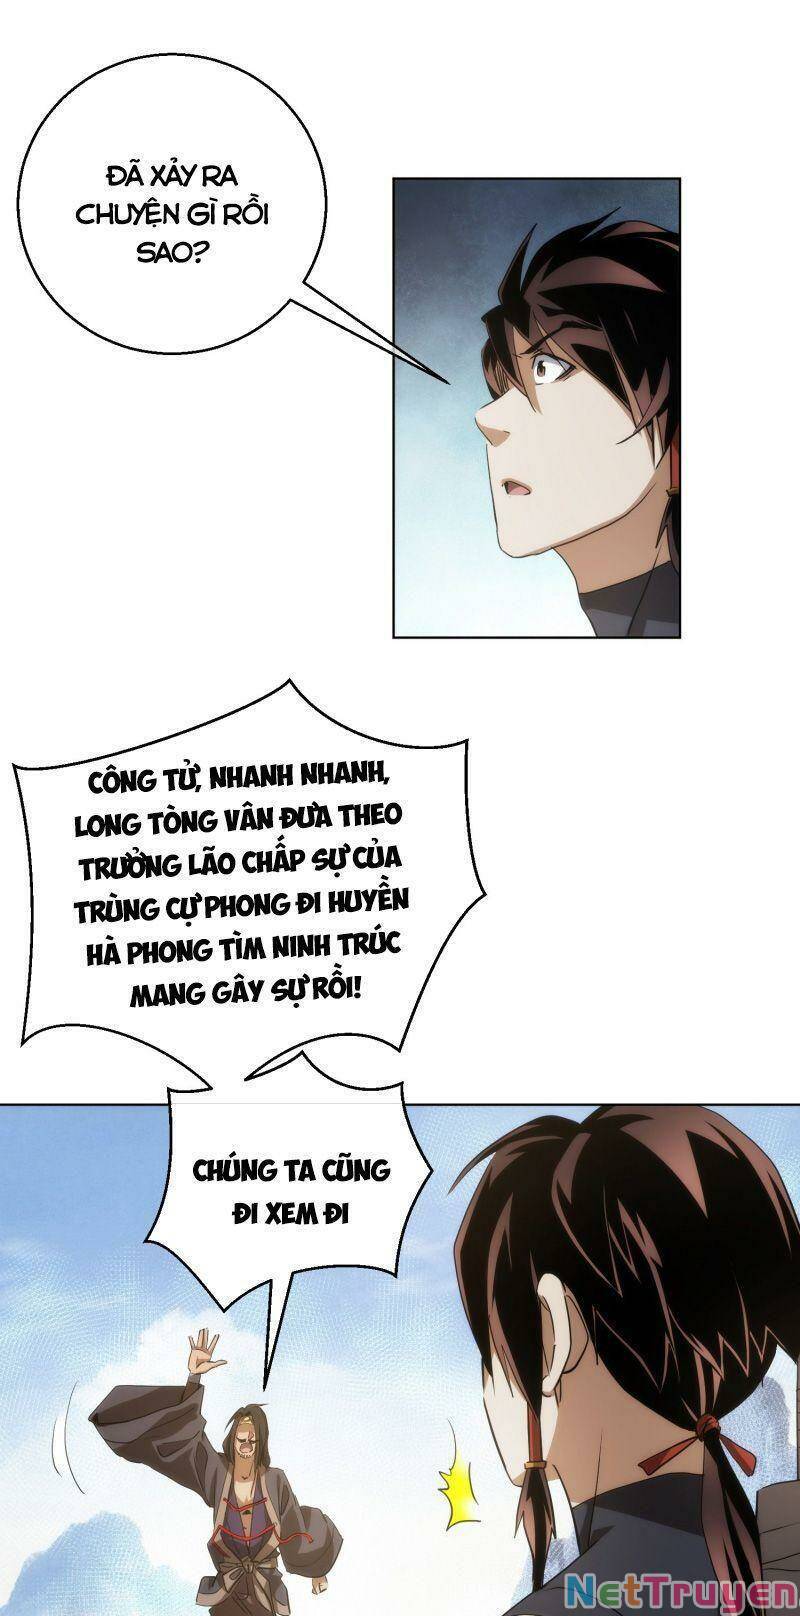 ĐÃ XẢY RA
CHUYỆN GÌ RỒI
SAO?
CÔNG TỬ, NHANH NHANH,
LONG TÒNG VÂN ĐƯA THEO
TRƯỞNG LÃO CHẤP SỰ CỦA
TRÙNG CỰ PHONG ĐI HUYỀN
HÀ PHONG TÌM NINH TRÚC
MANG GÂY SỰ RỒI!
CHÚNG TA CŨNG
ĐI XEM ĐI
NetTruyen